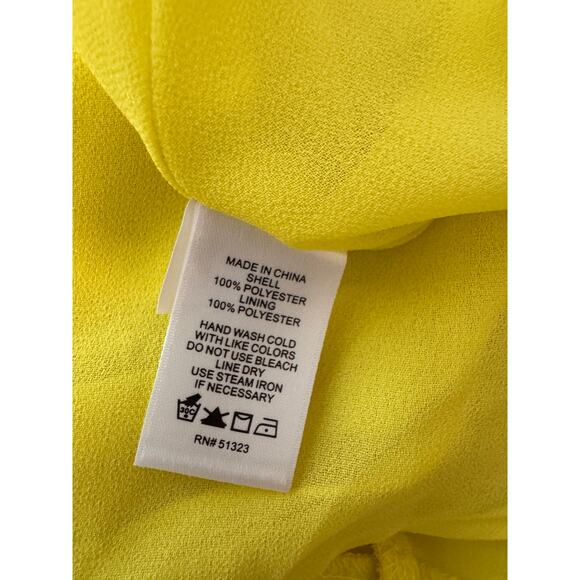 MADE IN CHINA
SHELL
100% POLYESTER
LINING
100% POLYESTER
HAND WASH COLD
WITH LIKE COLORS
DO NOT USE BLEACH
LINE DRY
USE STEAM IRON
IF NECESSARY
30C
RN# 51323